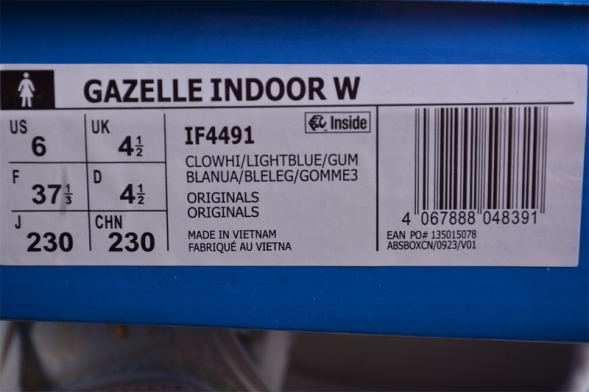 GAZELLE INDOOR W
US 6
UK 4½
F 37⅓
D 4½
J 230
CHN 230
IF4491
Inside
CLOWHI/LIGHTBLUE/GUM
BLANUA/BLELEG/GOMME3
ORIGINALS
ORIGINALS
MADE IN VIETNAM
FABRIQUÉ AU VIETNA
4 067888 048391
EAN PO# 135015078
ABSBOXCN/0923/V01